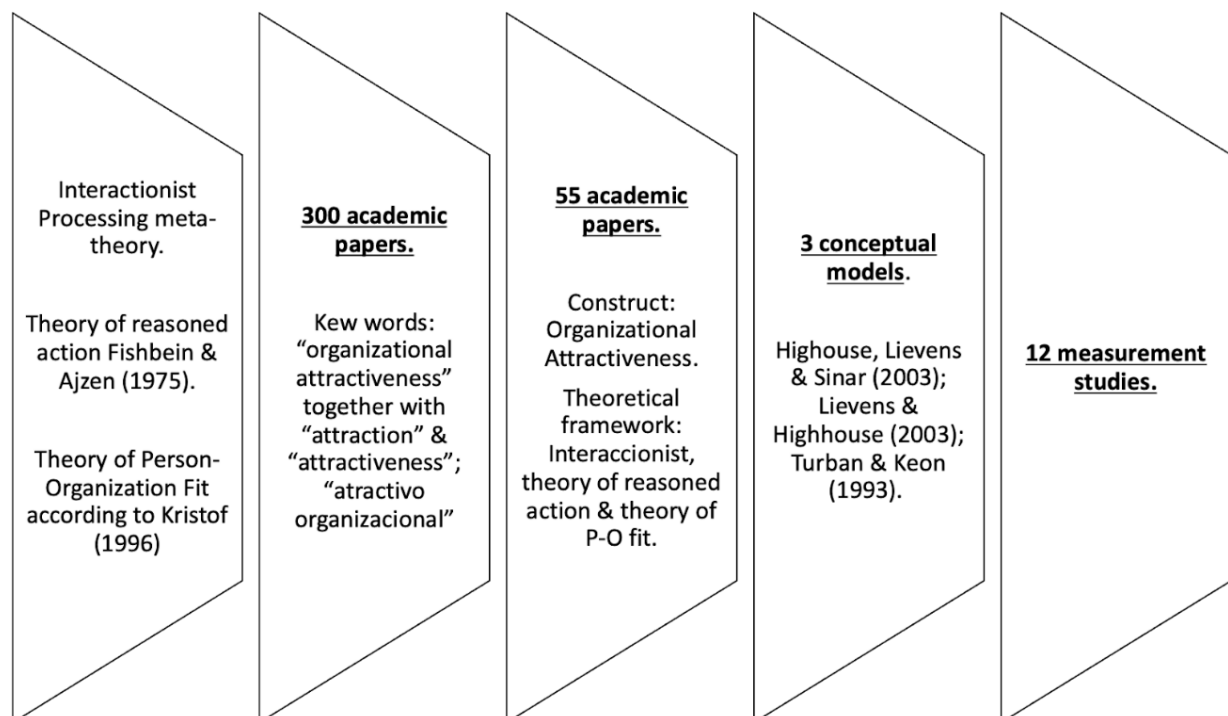 Interactionist
Processing meta-
theory.
Theory of reasoned
action Fishbein &
Ajzen (1975).
Theory of Person-
Organization Fit
according to Kristof
(1996)
300 academic
papers.
Kew words:
“organizational
attractiveness”
together with
“attraction” &
“attractiveness”;
“atractivo
organizacional”
55 academic
papers.
Construct:
Organizational
Attractiveness.
Theoretical
framework:
Interaccionist,
theory of reasoned
action & theory of
P-O fit.
3 conceptual
models.
Highouse, Lievens
& Sinar (2003);
Lievens &
Highhouse (2003);
Turban & Keon
(1993).
12 measurement
studies.